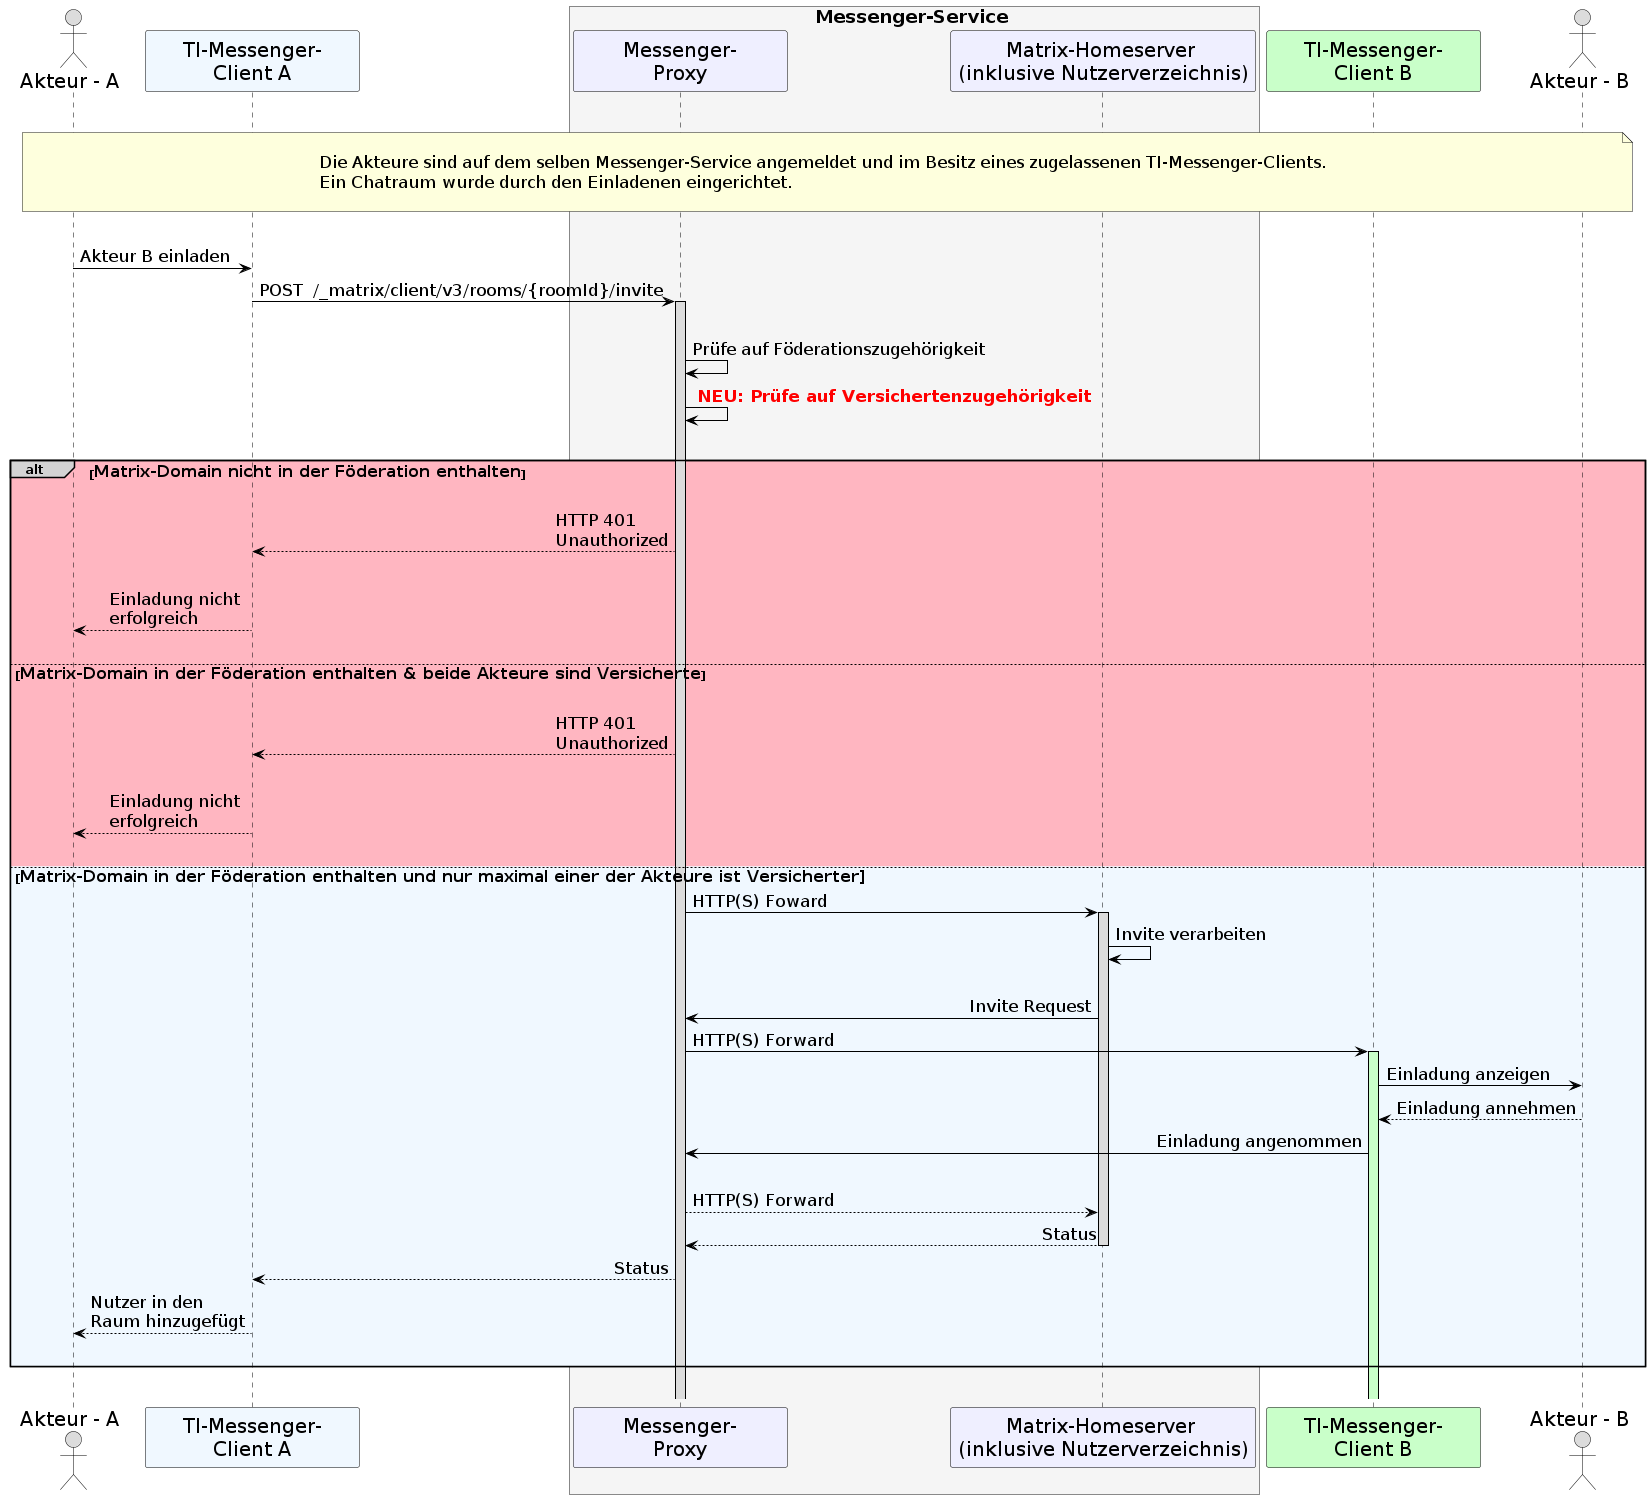 Messenger-Service
Akteur - A
TI-Messenger-
Client A
Messenger-
Proxy
Matrix-Homeserver
(inklusive Nutzerverzeichnis)
TI-Messenger-
Client B
Akteur - B
Die Akteure sind auf dem selben Messenger-Service angemeldet und im Besitz eines zugelassenen TI-Messenger-Clients.
Ein Chatraum wurde durch den Einladenen eingerichtet.
Akteur B einladen
POST  /_matrix/client/v3/rooms/{roomId}/invite
Prüfe auf Föderationszugehörigkeit
NEU: Prüfe auf Versichertenzugehörigkeit
alt
[Matrix-Domain nicht in der Föderation enthalten]
HTTP 401
Unauthorized
Einladung nicht
erfolgreich
[Matrix-Domain in der Föderation enthalten & beide Akteure sind Versicherte]
HTTP 401
Unauthorized
Einladung nicht
erfolgreich
[Matrix-Domain in der Föderation enthalten und nur maximal einer der Akteure ist Versicherter]
HTTP(S) Foward
Invite verarbeiten
Invite Request
HTTP(S) Forward
Einladung anzeigen
Einladung annehmen
Einladung angenommen
HTTP(S) Forward
Status
Status
Nutzer in den
Raum hinzugefügt
Akteur - A
TI-Messenger-
Client A
Messenger-
Proxy
Matrix-Homeserver
(inklusive Nutzerverzeichnis)
TI-Messenger-
Client B
Akteur - B